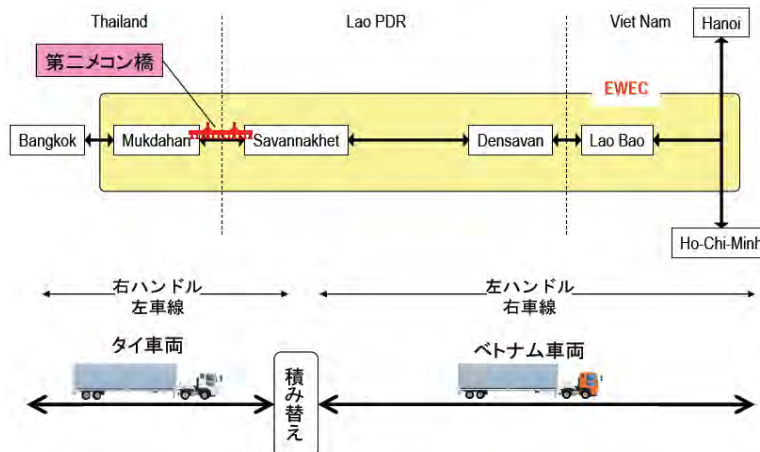 Thailand
Lao PDR
Viet Nam
Hanoi
第二メコン橋
EWEC
Bangkok
Mukdahan
Savannakhet
Densavan
Lao Bao
Ho-Chi-Minh
右ハンドル
左車線
左ハンドル
右車線
タイ車両
ベトナム車両
積み替え